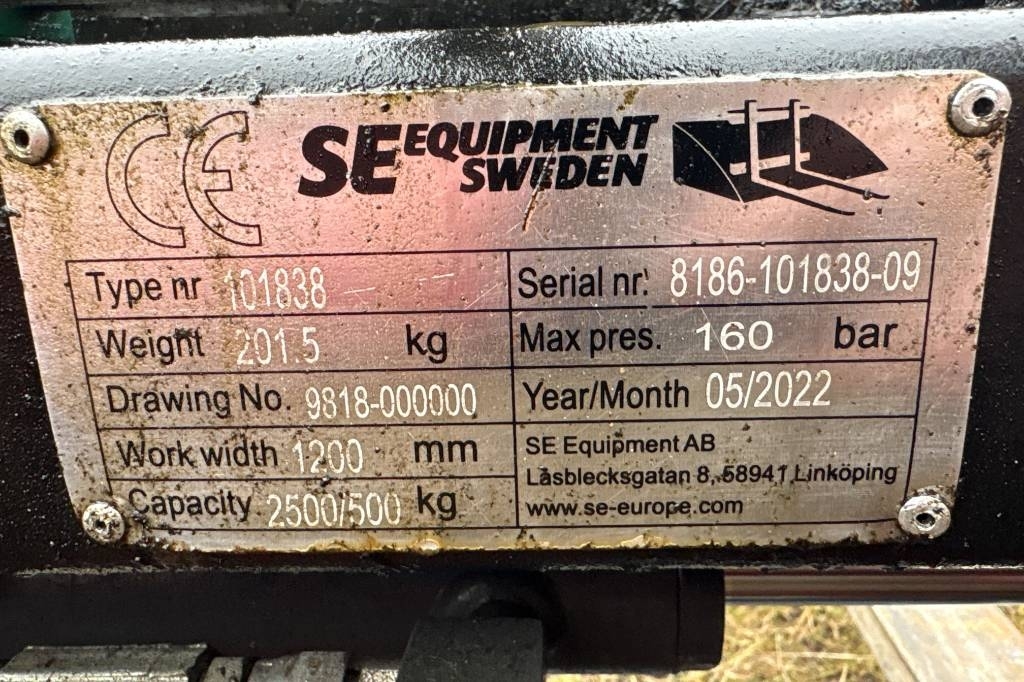 CE SE EQUIPMENT SWEDEN
Type nr 101838 Serial nr. 8186-101838-09
Weight 201.5 kg Max pres. 160 bar
Drawing No. 9818-000000 Year/Month 05/2022
Work width 1200 mm SE Equipment AB
Låsblecksgatan 8, 58941 Linköping
Capacity 2500/500 kg www.se-europe.com